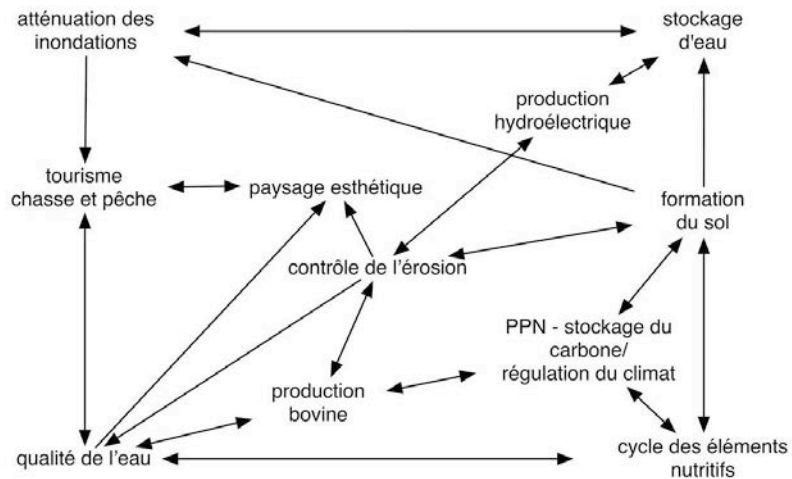 atténuation des
inondations
stockage
d'eau
production
hydroélectrique
tourisme
chasse et pêche
paysage esthétique
formation
du sol
contrôle de l'érosion
PPN - stockage du
carbone/
régulation du climat
production
bovine
qualité de l'eau
cycle des éléments
nutritifs